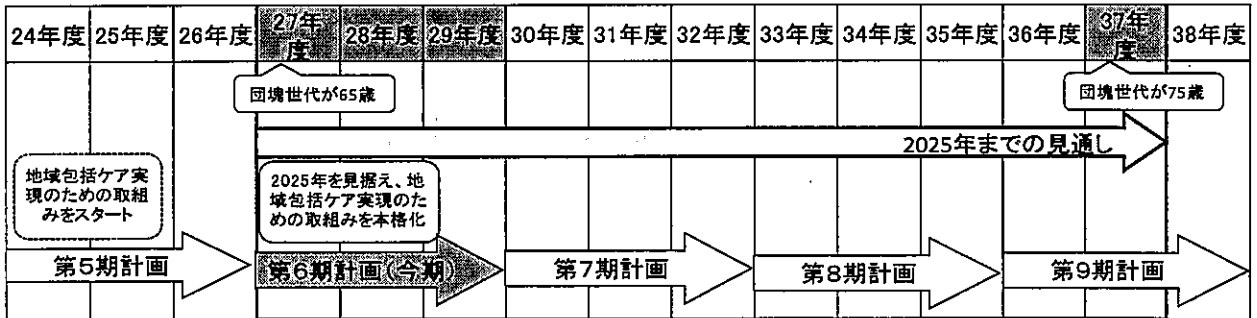 24年度 25年度 26年度 27年度 28年度 29年度 30年度 31年度 32年度 33年度 34年度 35年度 36年度 37年度 38年度
団塊世代が65歳
団塊世代が75歳
2025年までの見通し
地域包括ケア実
現のための取組
みをスタート
2025年を見据え、地
域包括ケア実現のた
めの取組みを本格化
第5期計画
第6期計画(今期)
第7期計画
第8期計画
第9期計画